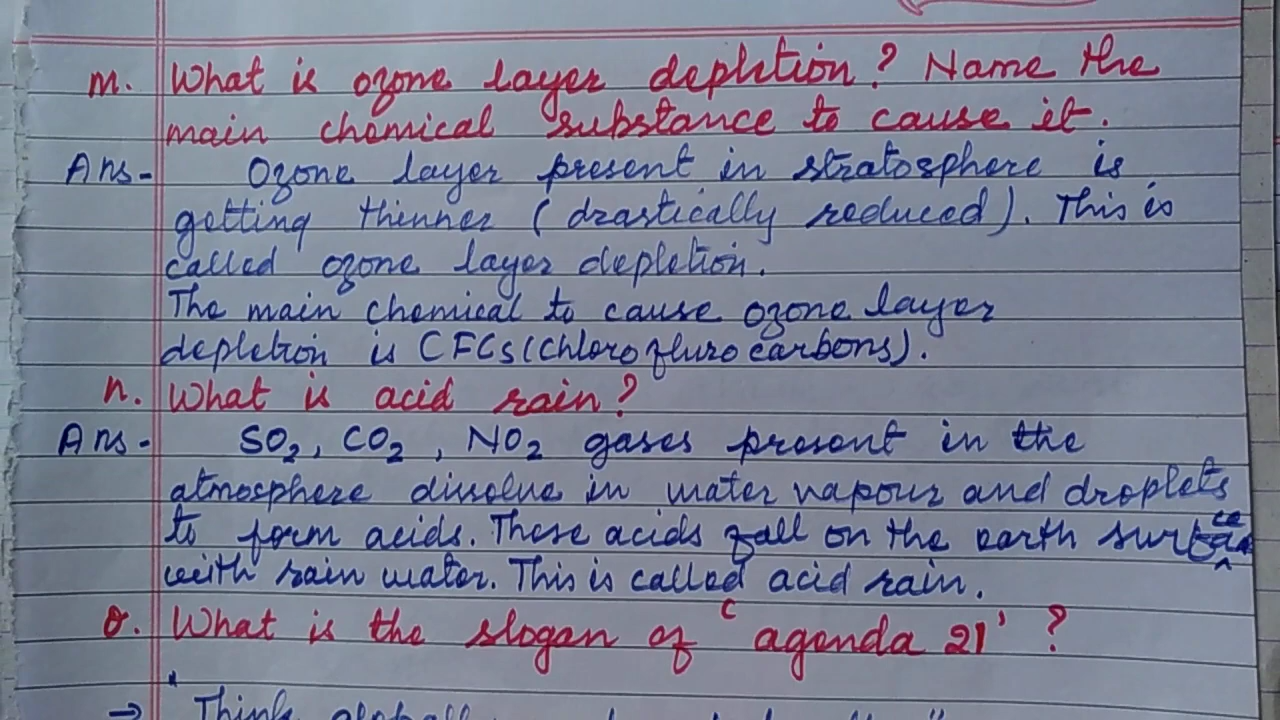 m. What is ozone layer depletion? Name the
main chemical substance to cause it.
Ans- Ozone layer present in stratosphere is
getting thinner (drastically reduced). This is
called ozone layer depletion.
The main chemical to cause ozone layer
depletion is CFCs (Chloro fluro carbons).
n. What is acid rain?
Ans- SO2, CO2, NO2 gases present in the
atmosphere dissolve in water vapour and droplets
to form acids. These acids fall on the earth surface
with rain water. This is called acid rain.
o. What is the slogan of 'agenda 21'?
→ "Think